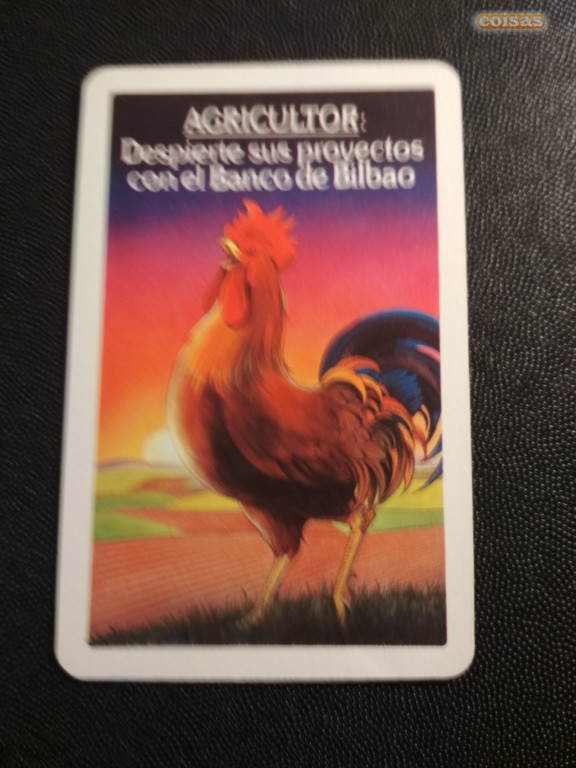 coisas
AGRICULTOR:
Despierte sus proyectos
con el Banco de Bilbao